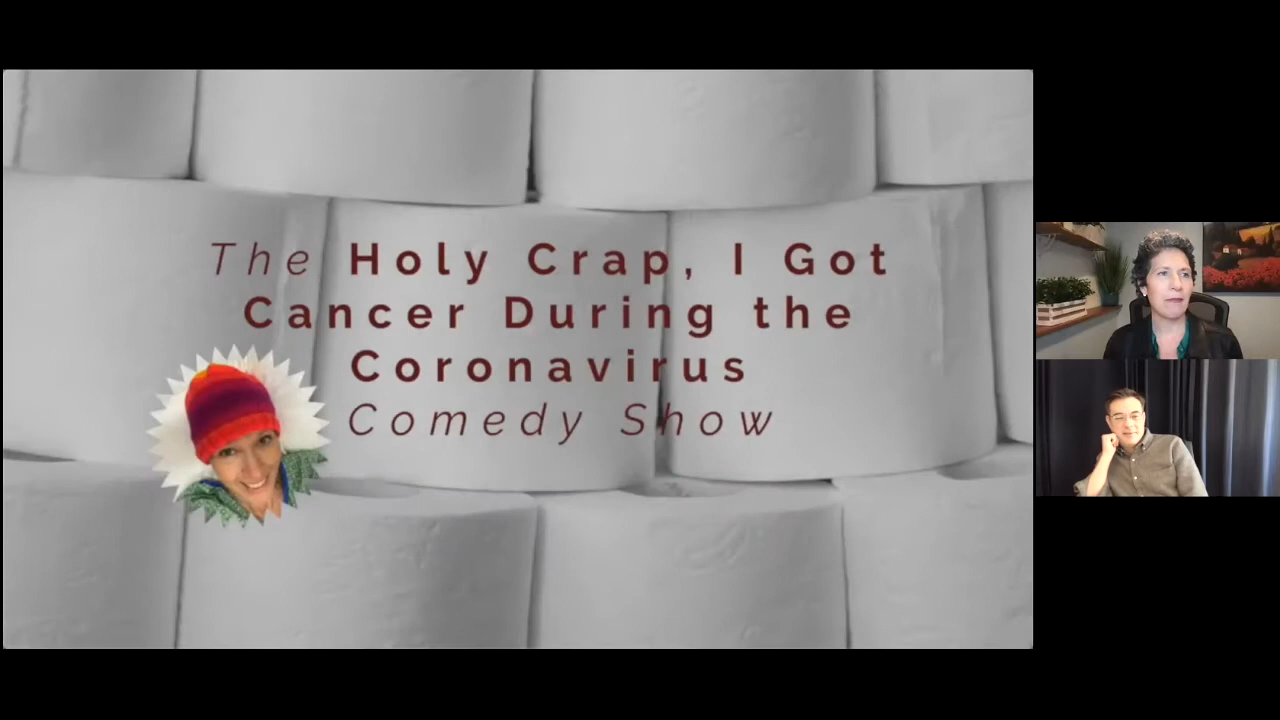 The Holy Crap, I Got
Cancer During the
Coronavirus
Comedy Show